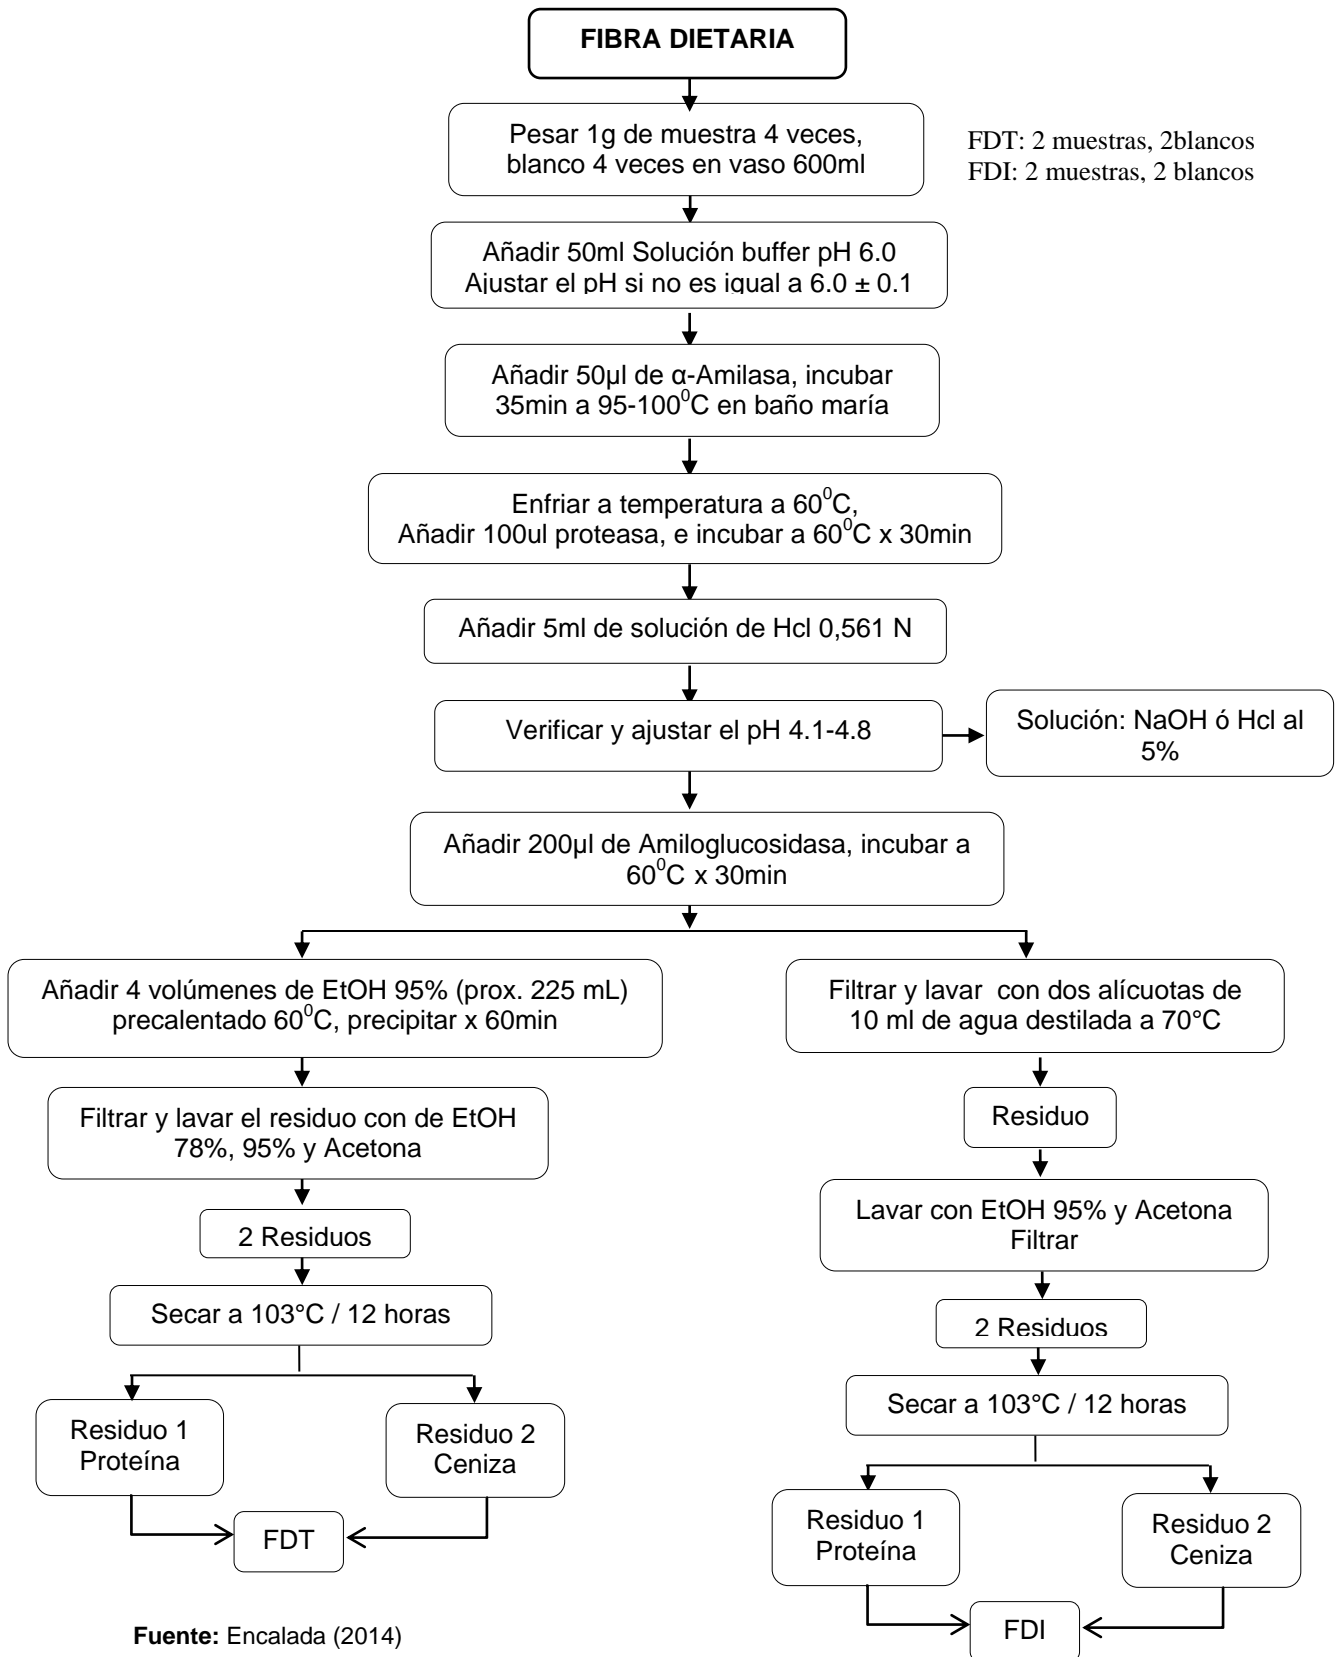 FIBRA DIETARIA
Pesar 1g de muestra 4 veces,
blanco 4 veces en vaso 600ml
FDT: 2 muestras, 2blancos
FDI: 2 muestras, 2 blancos
Añadir 50ml Solución buffer pH 6.0
Ajustar el pH si no es igual a 6.0 ± 0.1
Añadir 50µl de α-Amilasa, incubar
35min a 95-100⁰C en baño maría
Enfriar a temperatura a 60⁰C,
Añadir 100ul proteasa, e incubar a 60⁰C x 30min
Añadir 5ml de solución de Hcl 0,561 N
Verificar y ajustar el pH 4.1-4.8
Solución: NaOH ó Hcl al
5%
Añadir 200µl de Amiloglucosidasa, incubar a
60⁰C x 30min
Añadir 4 volúmenes de EtOH 95% (prox. 225 mL)
precalentado 60⁰C, precipitar x 60min
Filtrar y lavar el residuo con de EtOH
78%, 95% y Acetona
2 Residuos
Secar a 103°C / 12 horas
Residuo 1
Proteína
Residuo 2
Ceniza
FDT
Filtrar y lavar con dos alícuotas de
10 ml de agua destilada a 70°C
Residuo
Lavar con EtOH 95% y Acetona
Filtrar
2 Residuos
Secar a 103°C / 12 horas
Residuo 1
Proteína
Residuo 2
Ceniza
FDI
Fuente: Encalada (2014)